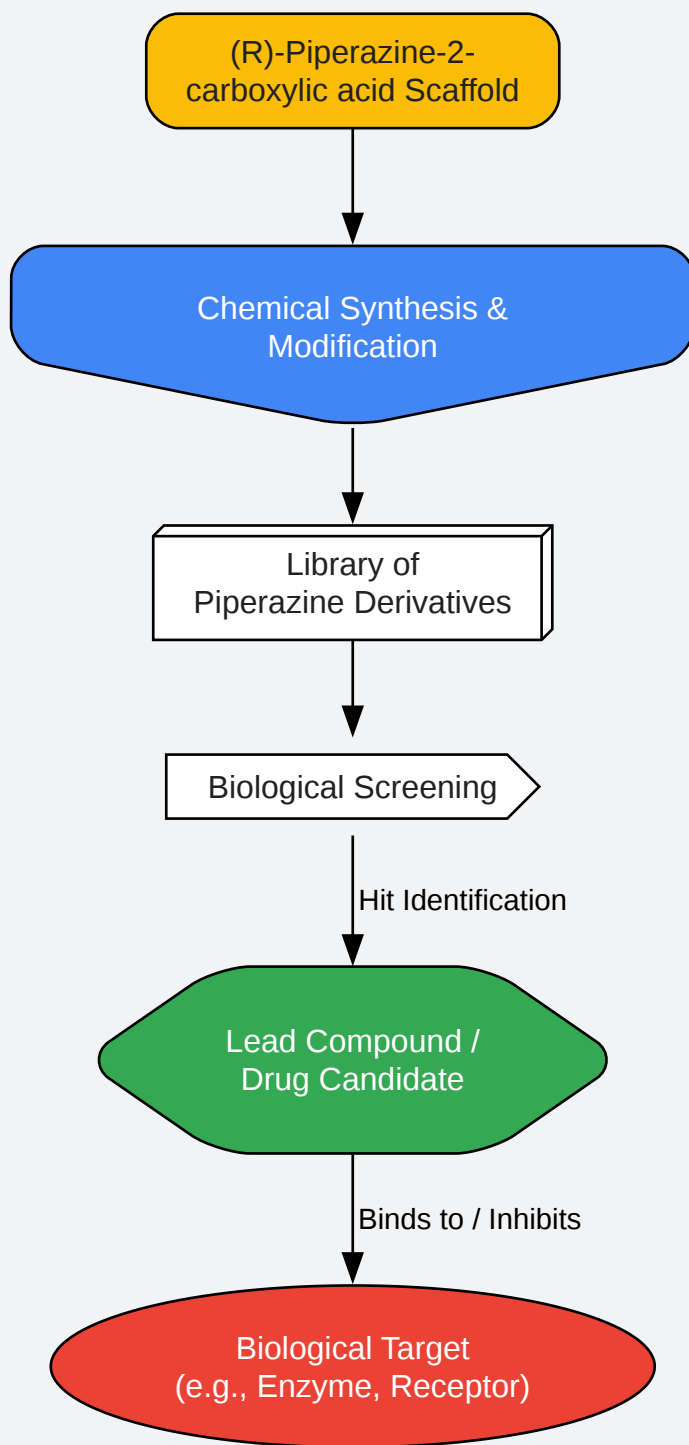 (R)-Piperazine-2-
carboxylic acid Scaffold
Chemical Synthesis &
Modification
Library of
Piperazine Derivatives
Biological Screening
Hit Identification
Lead Compound /
Drug Candidate
Binds to / Inhibits
Biological Target
(e.g., Enzyme, Receptor)